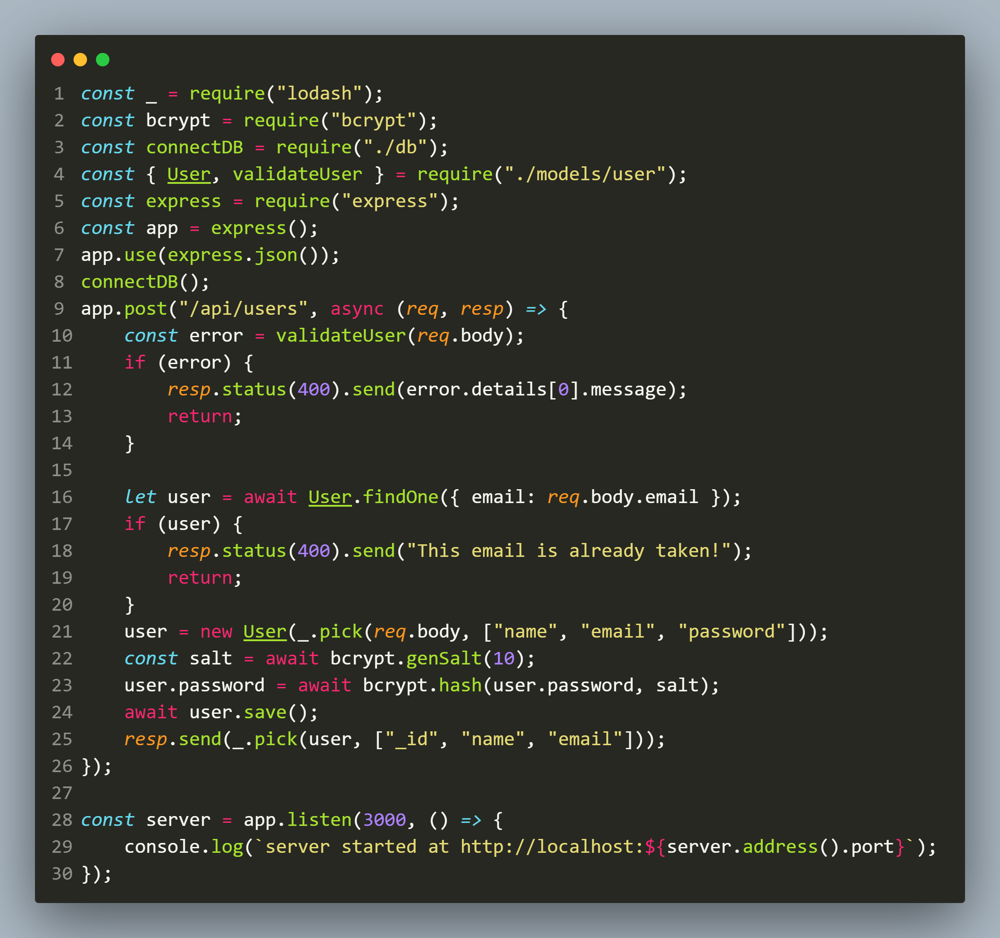 1 const _ = require("lodash");
2 const bcrypt = require("bcrypt");
3 const connectDB = require("./db");
4 const { User, validateUser } = require("./models/user");
5 const express = require("express");
6 const app = express();
7 app.use(express.json());
8 connectDB();
9 app.post("/api/users", async (req, resp) => {
10     const error = validateUser(req.body);
11     if (error) {
12         resp.status(400).send(error.details[0].message);
13         return;
14     }
15
16     let user = await User.findOne({ email: req.body.email });
17     if (user) {
18         resp.status(400).send("This email is already taken!");
19         return;
20     }
21     user = new User(_.pick(req.body, ["name", "email", "password"]));
22     const salt = await bcrypt.genSalt(10);
23     user.password = await bcrypt.hash(user.password, salt);
24     await user.save();
25     resp.send(_.pick(user, ["_id", "name", "email"]));
26 });
27
28 const server = app.listen(3000, () => {
29     console.log(`server started at http://localhost:${server.address().port}`);
30 });